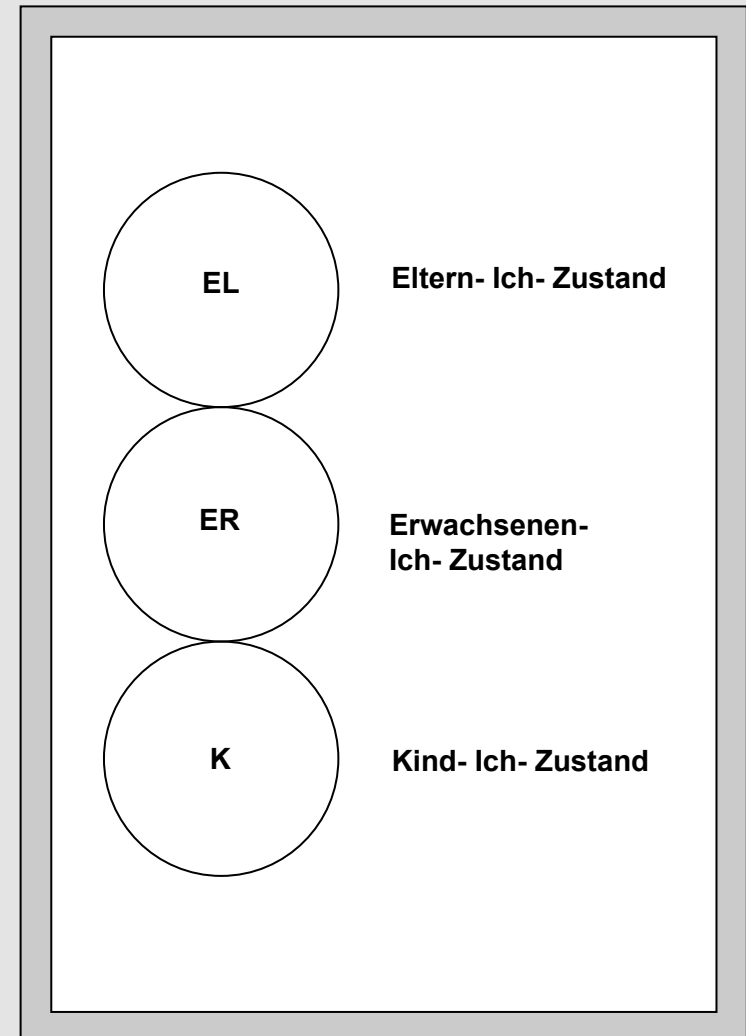 EL
Eltern- Ich- Zustand
ER
Erwachsenen-
Ich- Zustand
K
Kind- Ich- Zustand